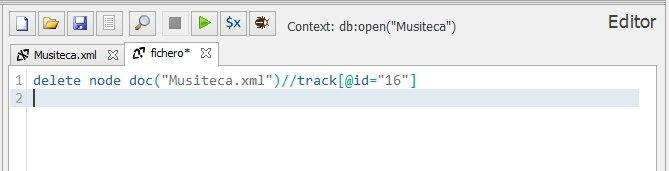 $x Context: db:open("Musiteca") Editor
Musiteca.xml fichero*
1 delete node doc("Musiteca.xml")//track[@id="16"]
2